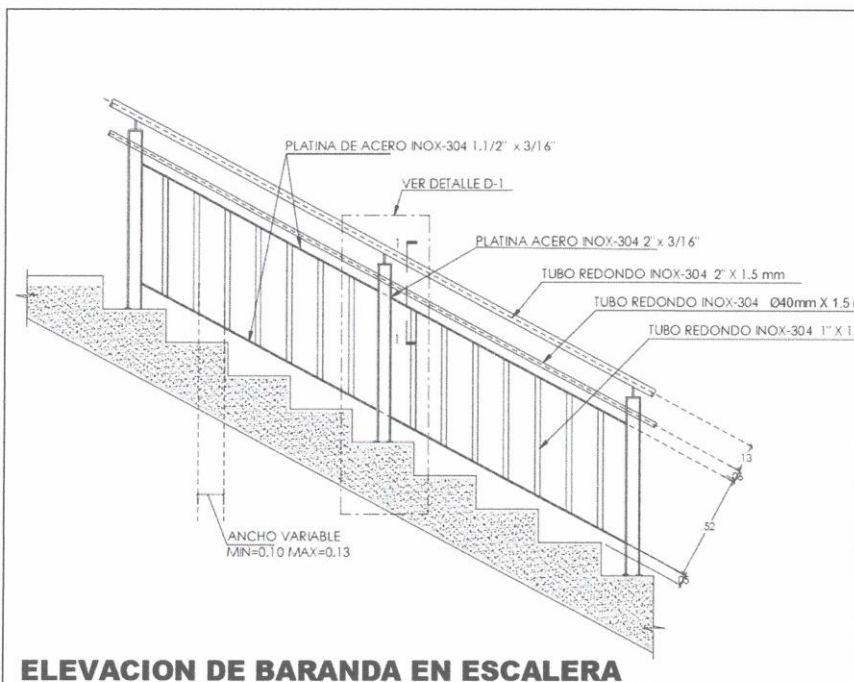 PLATINA DE ACERO INOX-304 1.1/2" x 3/16"
VER DETALLE D-1
PLATINA ACERO INOX-304 2" x 3/16"
TUBO REDONDO INOX-304 2" X 1.5 mm
TUBO REDONDO INOX-304 Ø40mm X 1.5
TUBO REDONDO INOX-304 1" X 1.
1
1
13
52
ANCHO VARIABLE
MIN=0.10 MAX=0.13
ELEVACION DE BARANDA EN ESCALERA